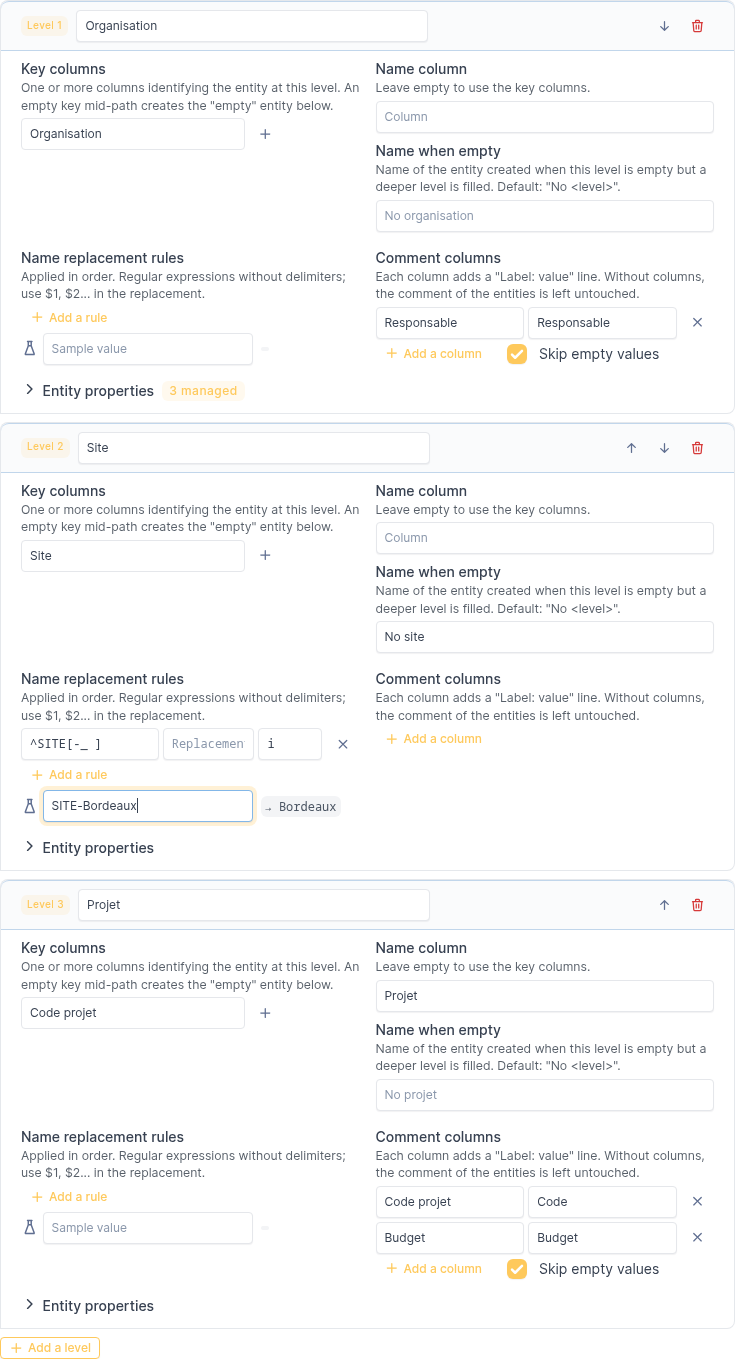 Level 1 Organisation
Key columns
One or more columns identifying the entity at this level. An
empty key mid-path creates the "empty" entity below.
Organisation
Name column
Leave empty to use the key columns.
Column
Name when empty
Name of the entity created when this level is empty but a
deeper level is filled. Default: "No <level>".
No organisation
Name replacement rules
Applied in order. Regular expressions without delimiters;
use $1, $2... in the replacement.
+ Add a rule
Sample value
Comment columns
Each column adds a "Label: value" line. Without columns,
the comment of the entities is left untouched.
Responsable Responsable
+ Add a column Skip empty values
Entity properties 3 managed
Level 2 Site
Key columns
One or more columns identifying the entity at this level. An
empty key mid-path creates the "empty" entity below.
Site
Name column
Leave empty to use the key columns.
Column
Name when empty
Name of the entity created when this level is empty but a
deeper level is filled. Default: "No <level>".
No site
Name replacement rules
Applied in order. Regular expressions without delimiters;
use $1, $2... in the replacement.
^SITE[-_ ] Replacemen i
+ Add a rule
SITE-Bordeaux → Bordeaux
Comment columns
Each column adds a "Label: value" line. Without columns,
the comment of the entities is left untouched.
+ Add a column
Entity properties
Level 3 Projet
Key columns
One or more columns identifying the entity at this level. An
empty key mid-path creates the "empty" entity below.
Code projet
Name column
Leave empty to use the key columns.
Projet
Name when empty
Name of the entity created when this level is empty but a
deeper level is filled. Default: "No <level>".
No projet
Name replacement rules
Applied in order. Regular expressions without delimiters;
use $1, $2... in the replacement.
+ Add a rule
Sample value
Comment columns
Each column adds a "Label: value" line. Without columns,
the comment of the entities is left untouched.
Code projet Code
Budget Budget
+ Add a column Skip empty values
Entity properties
+ Add a level